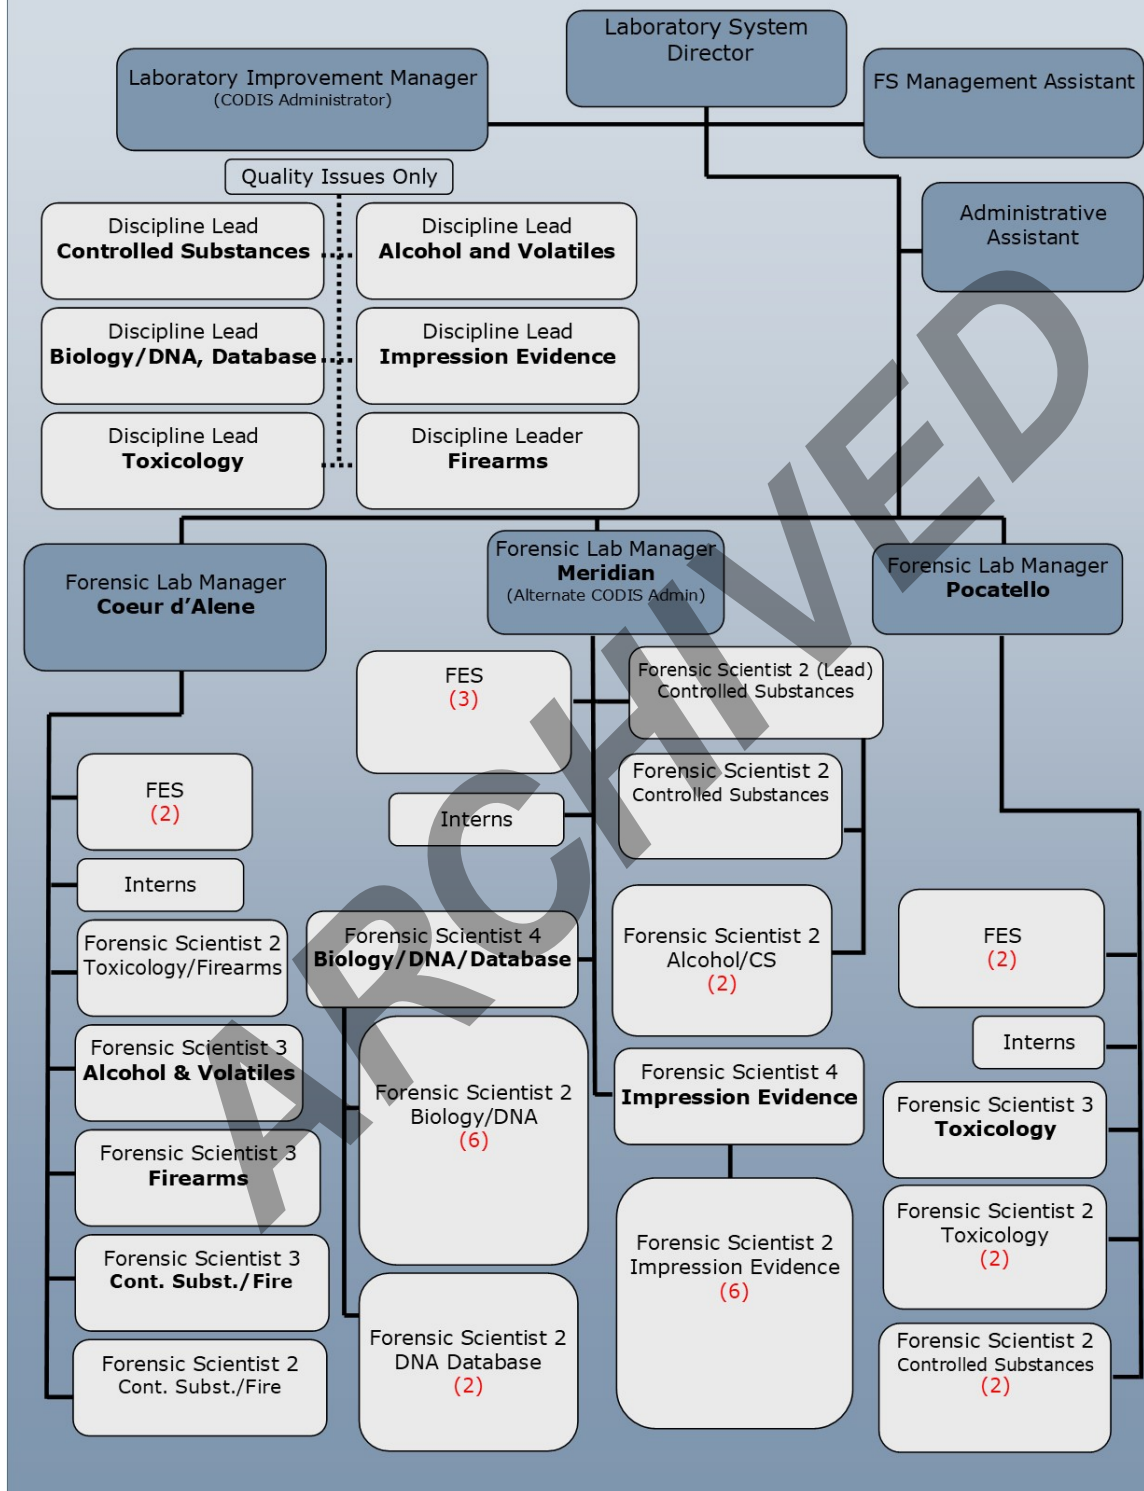 Laboratory System
Director
Laboratory Improvement Manager
(CODIS Administrator)
FS Management Assistant
Quality Issues Only
Administrative
Assistant
Discipline Lead
Controlled Substances
Discipline Lead
Alcohol and Volatiles
Discipline Lead
Biology/DNA, Database
Discipline Lead
Impression Evidence
Discipline Lead
Toxicology
Discipline Leader
Firearms
Forensic Lab Manager
Coeur d’Alene
Forensic Lab Manager
Meridian
(Alternate CODIS Admin)
Forensic Lab Manager
Pocatello
FES
(2)
Interns
Forensic Scientist 2
Toxicology/Firearms
Forensic Scientist 3
Alcohol & Volatiles
Forensic Scientist 3
Firearms
Forensic Scientist 3
Cont. Subst./Fire
Forensic Scientist 2
Cont. Subst./Fire
FES
(3)
Interns
Forensic Scientist 4
Biology/DNA/Database
Forensic Scientist 2
Biology/DNA
(6)
Forensic Scientist 2
DNA Database
(2)
Forensic Scientist 2 (Lead)
Controlled Substances
Forensic Scientist 2
Controlled Substances
Forensic Scientist 2
Alcohol/CS
(2)
Forensic Scientist 4
Impression Evidence
Forensic Scientist 2
Impression Evidence
(6)
FES
(2)
Interns
Forensic Scientist 3
Toxicology
Forensic Scientist 2
Toxicology
(2)
Forensic Scientist 2
Controlled Substances
(2)
ARCHIVED